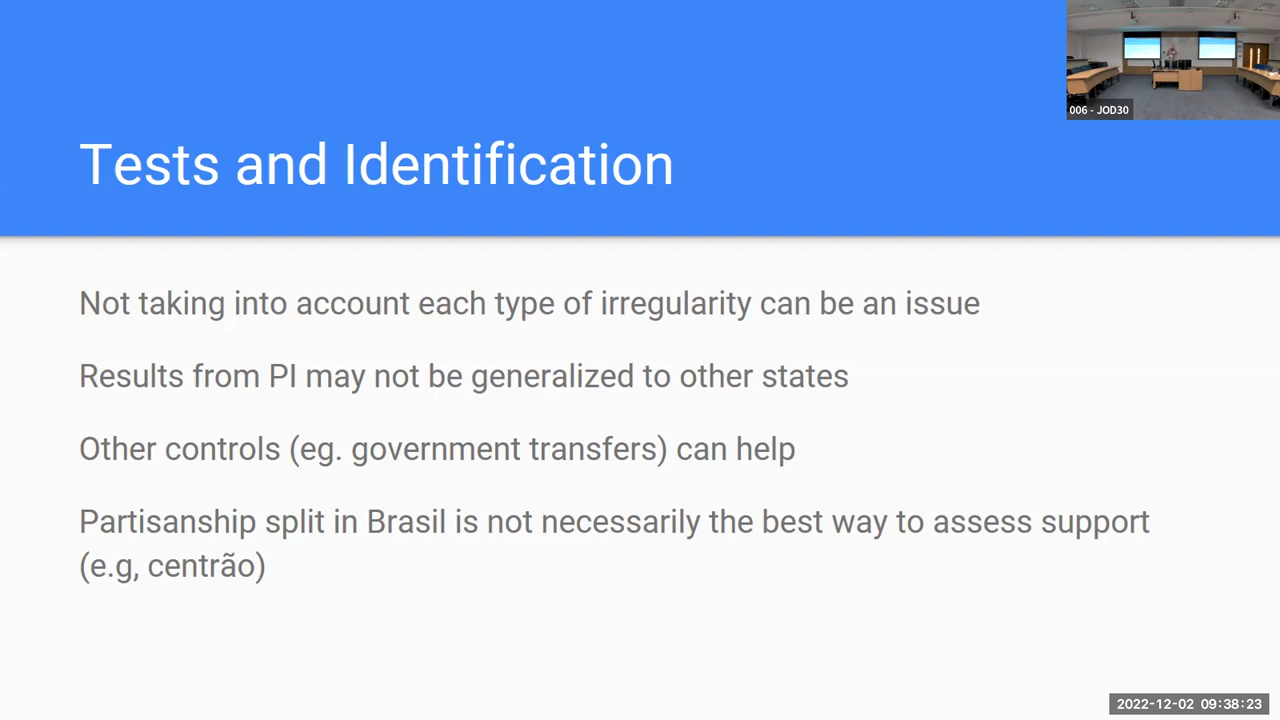 006 - JOD30
Tests and Identification
Not taking into account each type of irregularity can be an issue
Results from PI may not be generalized to other states
Other controls (eg. government transfers) can help
Partisanship split in Brasil is not necessarily the best way to assess support
(e.g, centrão)
2022-12-02 09:38:23